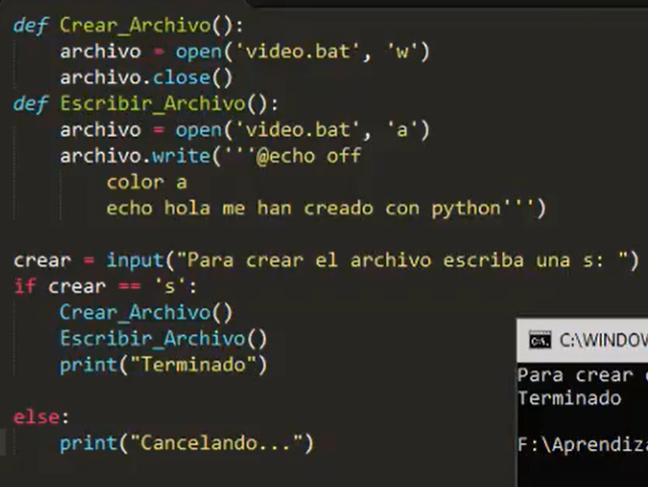 def Crear_Archivo():
    archivo = open('video.bat', 'w')
    archivo.close()
def Escribir_Archivo():
    archivo = open('video.bat', 'a')
    archivo.write('''@echo off
        color a
        echo hola me han creado con python''')
crear = input("Para crear el archivo escriba una s: ")
if crear == 's':
    Crear_Archivo()
    Escribir_Archivo()
    print("Terminado")
else:
    print("Cancelando...")
C:\WINDOW
Para crear
Terminado
F:\Aprendiz